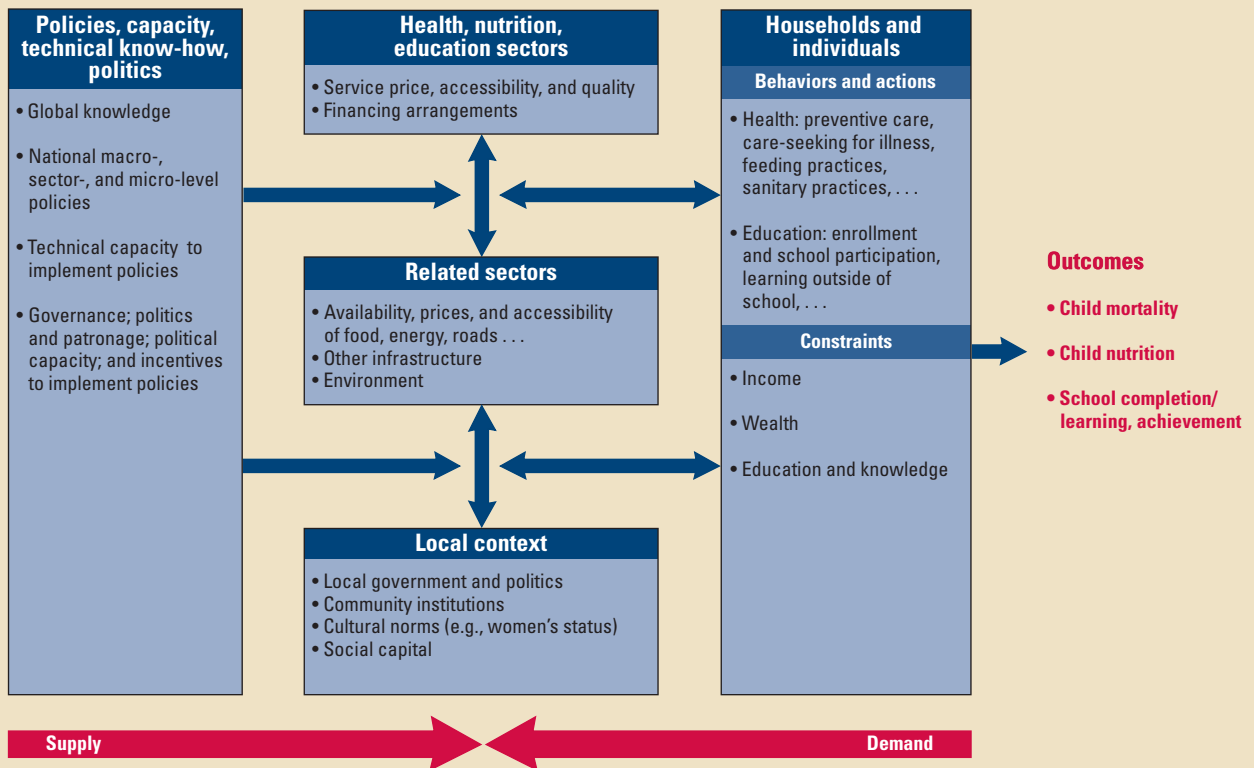 Policies, capacity,
technical know-how,
politics
• Global knowledge
• National macro-,
sector-, and micro-level
policies
• Technical capacity to
implement policies
• Governance; politics
and patronage; political
capacity; and incentives
to implement policies
Health, nutrition,
education sectors
• Service price, accessibility, and quality
• Financing arrangements
Related sectors
• Availability, prices, and accessibility
of food, energy, roads . . .
• Other infrastructure
• Environment
Local context
• Local government and politics
• Community institutions
• Cultural norms (e.g., women's status)
• Social capital
Households and
individuals
Behaviors and actions
• Health: preventive care,
care-seeking for illness,
feeding practices,
sanitary practices, . . .
• Education: enrollment
and school participation,
learning outside of
school, . . .
Constraints
• Income
• Wealth
• Education and knowledge
Outcomes
• Child mortality
• Child nutrition
• School completion/
learning, achievement
Supply
Demand